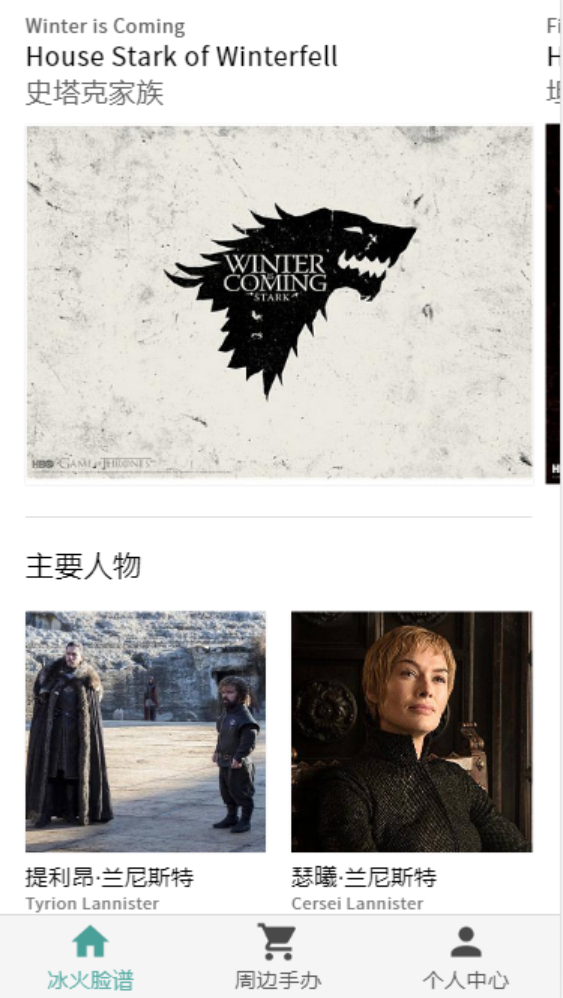 Winter is Coming
House Stark of Winterfell
史塔克家族
WINTER
IS
COMING
STARK
HBO GAME OF THRONES
主要人物
提利昂·兰尼斯特
Tyrion Lannister
瑟曦·兰尼斯特
Cersei Lannister
冰火脸谱
周边手办
个人中心